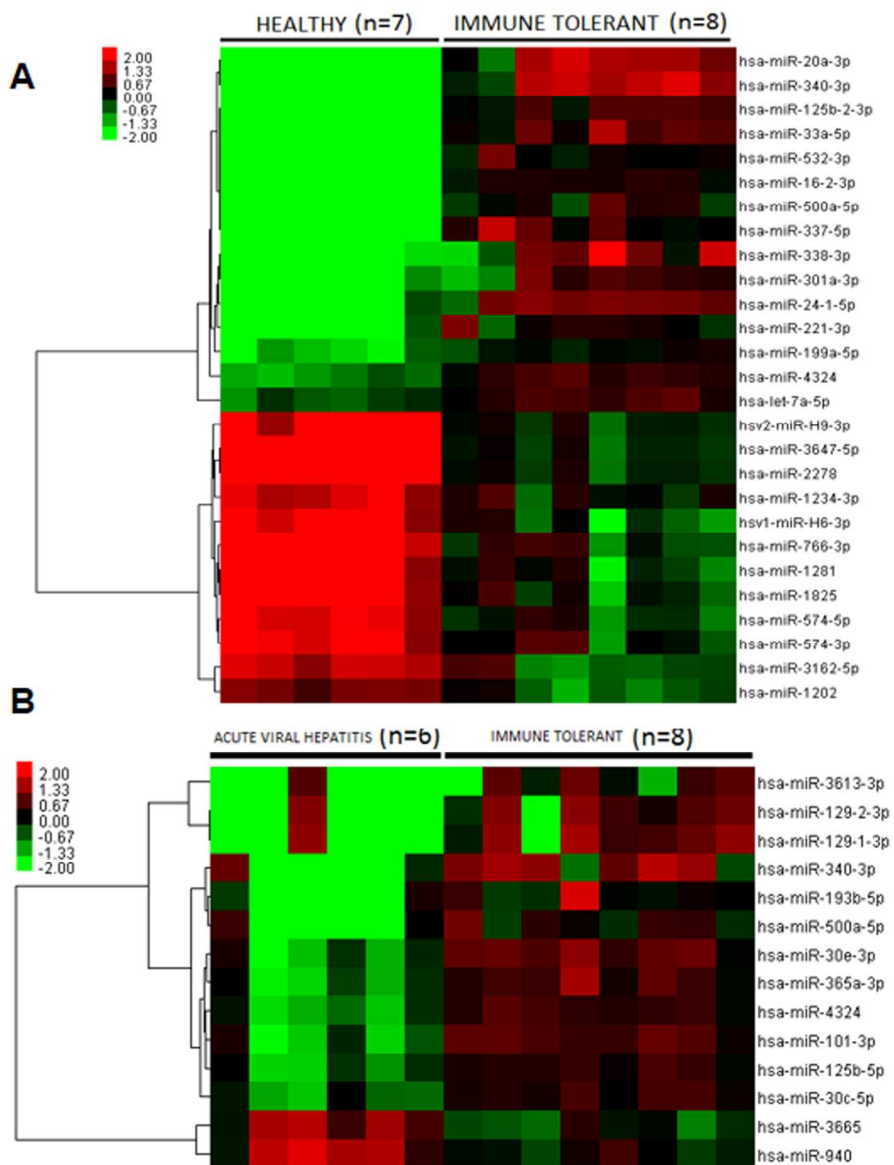 HEALTHY (n=7) IMMUNE TOLERANT (n=8)
A
2.00
1.33
0.67
0.00
-0.67
-1.33
-2.00
hsa-miR-20a-3p
hsa-miR-340-3p
hsa-miR-125b-2-3p
hsa-miR-33a-5p
hsa-miR-532-3p
hsa-miR-16-2-3p
hsa-miR-500a-5p
hsa-miR-337-5p
hsa-miR-338-3p
hsa-miR-301a-3p
hsa-miR-24-1-5p
hsa-miR-221-3p
hsa-miR-199a-5p
hsa-miR-4324
hsa-let-7a-5p
hsv2-miR-H9-3p
hsa-miR-3647-5p
hsa-miR-2278
hsa-miR-1234-3p
hsv1-miR-H6-3p
hsa-miR-766-3p
hsa-miR-1281
hsa-miR-1825
hsa-miR-574-5p
hsa-miR-574-3p
hsa-miR-3162-5p
hsa-miR-1202
B
ACUTE VIRAL HEPATITIS (n=6) IMMUNE TOLERANT (n=8)
2.00
1.33
0.67
0.00
-0.67
-1.33
-2.00
hsa-miR-3613-3p
hsa-miR-129-2-3p
hsa-miR-129-1-3p
hsa-miR-340-3p
hsa-miR-193b-5p
hsa-miR-500a-5p
hsa-miR-30e-3p
hsa-miR-365a-3p
hsa-miR-4324
hsa-miR-101-3p
hsa-miR-125b-5p
hsa-miR-30c-5p
hsa-miR-3665
hsa-miR-940